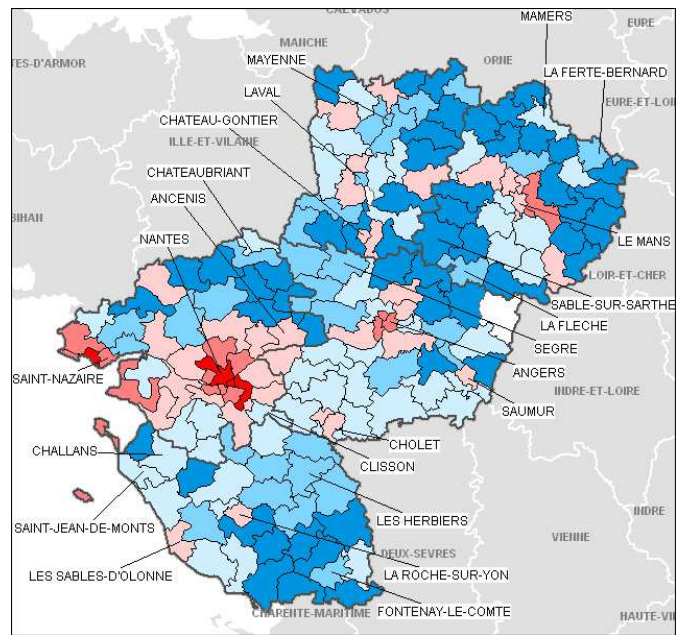 CALVADOS
MAMERS
EURE
MANCHE
MAYENNE
ORNE
TES-D'ARMOR
LA FERTE-BERNARD
LAVAL
EURE-ET-LOI
CHATEAU-GONTIER
ILLE-ET-VILAINE
CHATEAUBRIANT
ANCENIS
BIHAN
NANTES
LE MANS
LOIR-ET-CHER
SABLE-SUR-SARTHE
LA FLECHE
SEGRE
SAINT-NAZAIRE
ANGERS
INDRE-ET-LOIRE
SAUMUR
CHOLET
CHALLANS
CLISSON
INDRE
SAINT-JEAN-DE-MONTS
LES HERBIERS
VIENNE
DEUX-SEVRES
LES SABLES-D'OLONNE
LA ROCHE-SUR-YON
FONTENAY-LE-COMTE
CHARENTE-MARITIME
HAUTE-VI